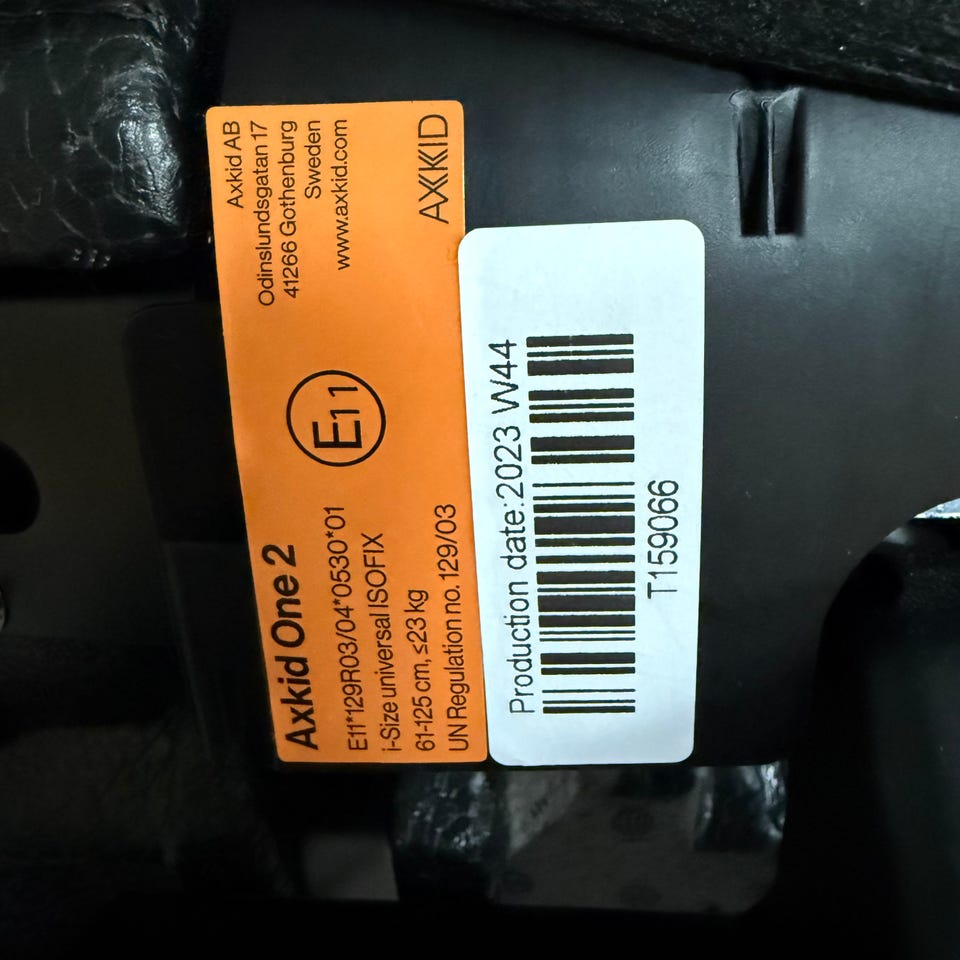 Axkid One 2
E11*129R03/04*0530*01
i-Size universal ISOFIX
61-125 cm, ≤23 kg
UN Regulation no. 129/03
E11
Axkid AB
Odinslundsgatan 17
41266 Gothenburg
Sweden
www.axkid.com
AXKID
Production date:2023 W44
T159066